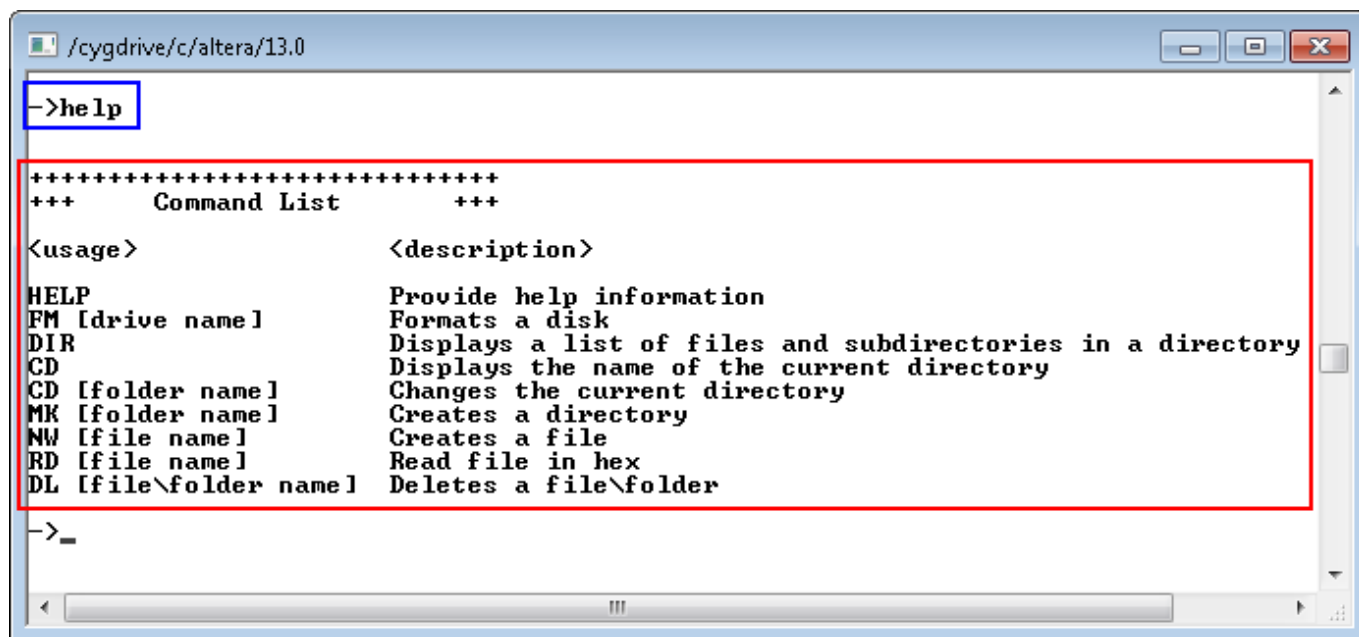 /cygdrive/c/altera/13.0
->help
++++++++++++++++++++++++++++++
+++     Command List       +++
<usage>                <description>
HELP                   Provide help information
FM [drive name]        Formats a disk
DIR                    Displays a list of files and subdirectories in a directory
CD                     Displays the name of the current directory
CD [folder name]       Changes the current directory
MK [folder name]       Creates a directory
NW [file name]         Creates a file
RD [file name]         Read file in hex
DL [file\folder name]  Deletes a file\folder
->_